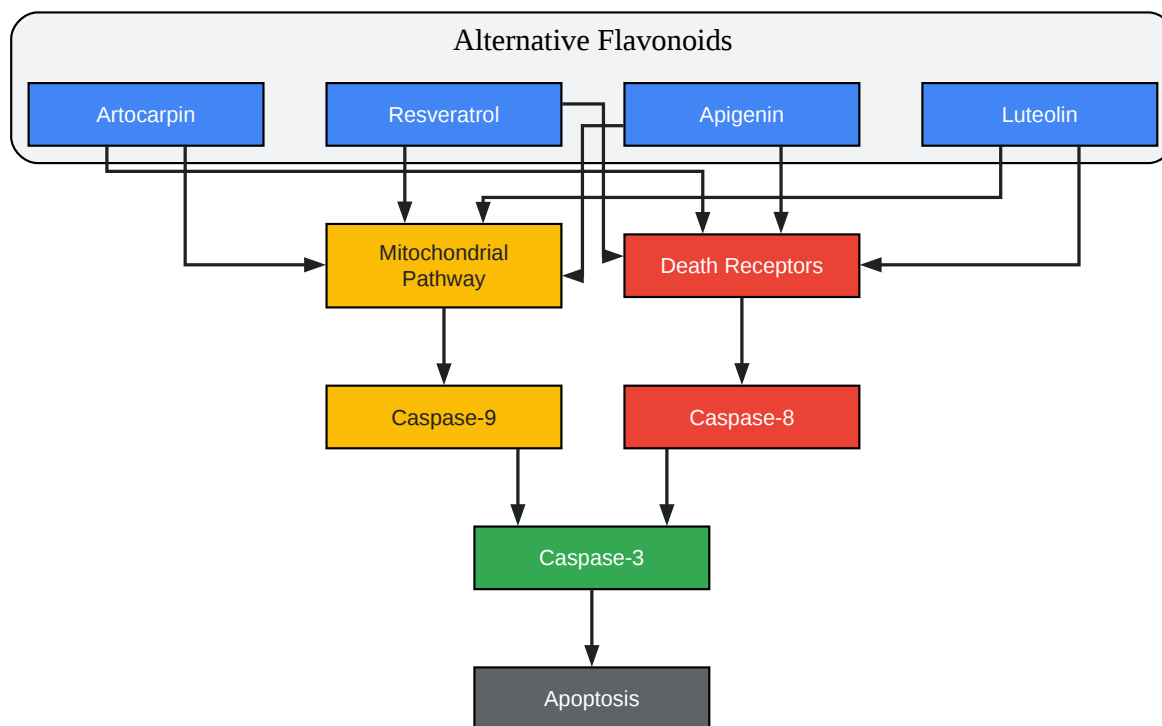 Alternative Flavonoids
Artocarpin
Resveratrol
Apigenin
Luteolin
Mitochondrial
Pathway
Death Receptors
Caspase-9
Caspase-8
Caspase-3
Apoptosis